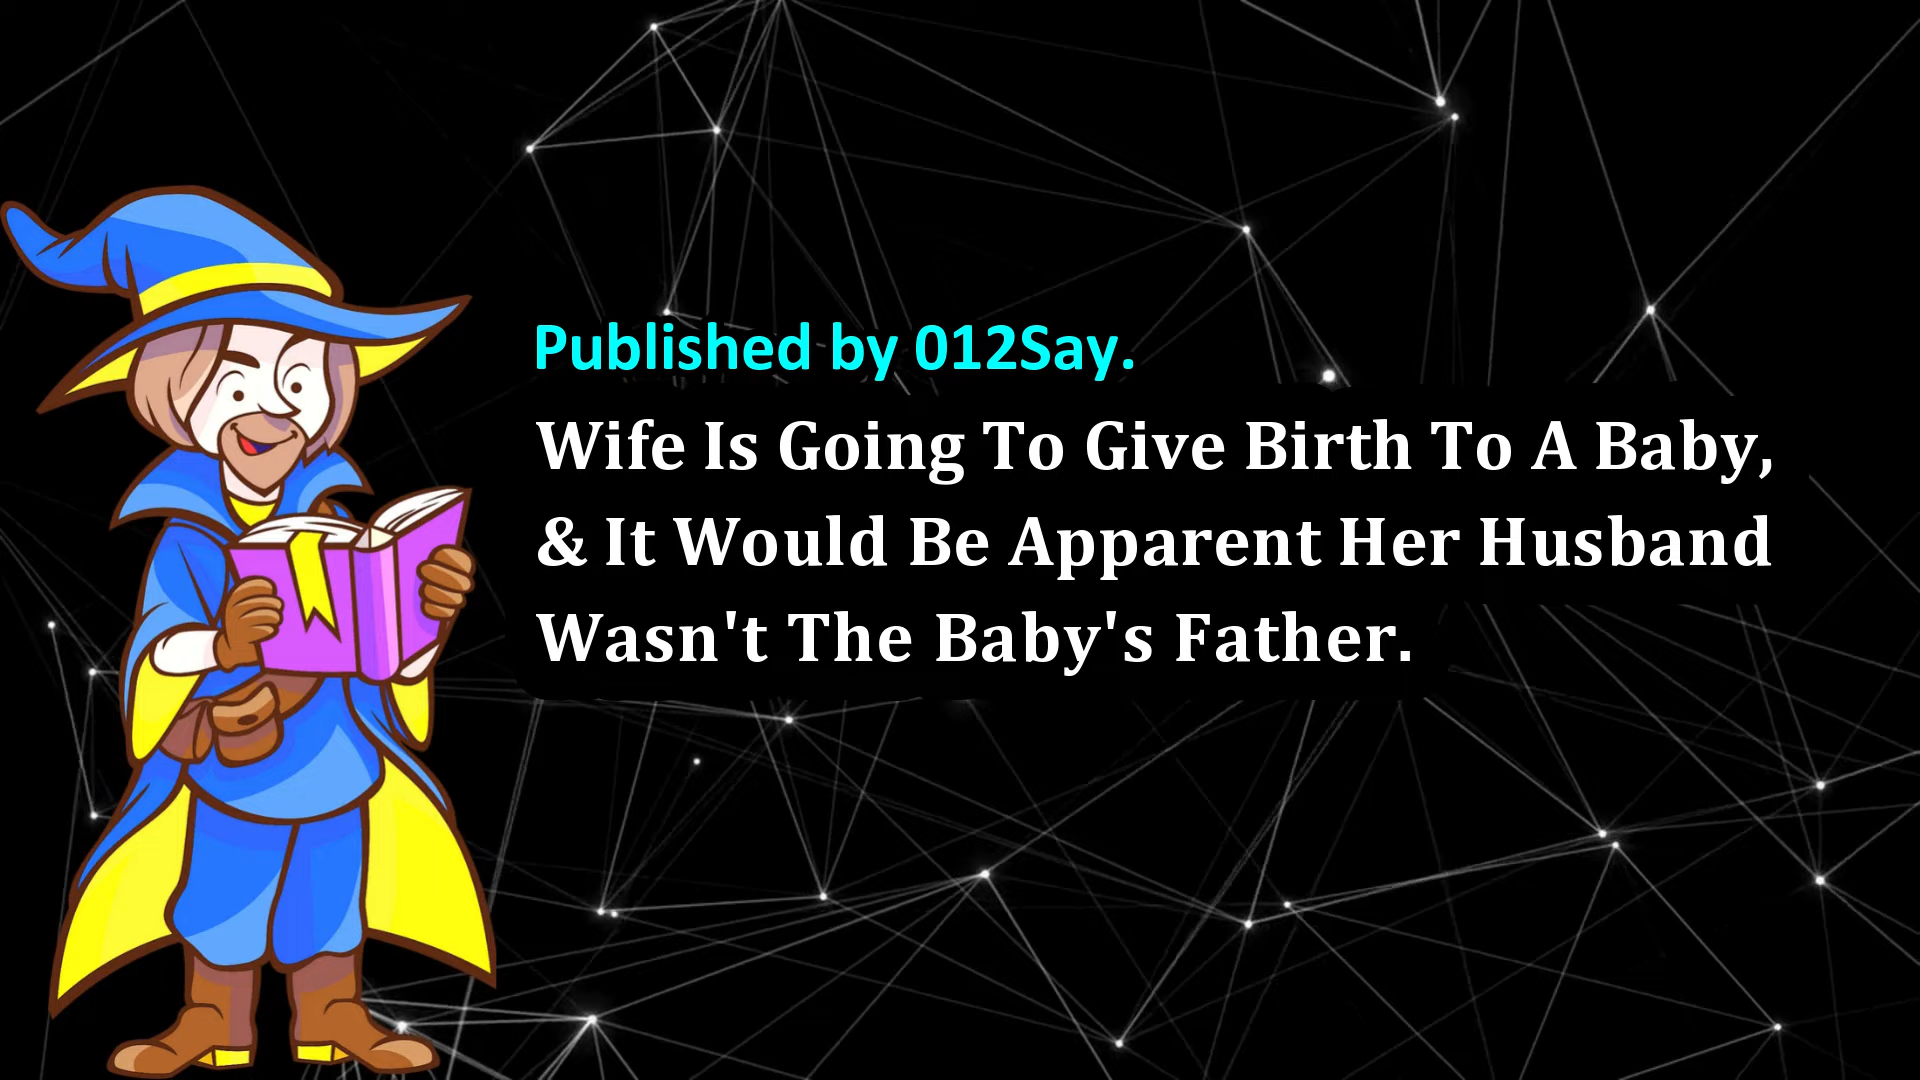 Published by 012Say.
Wife Is Going To Give Birth To A Baby,
& It Would Be Apparent Her Husband
Wasn't The Baby's Father.